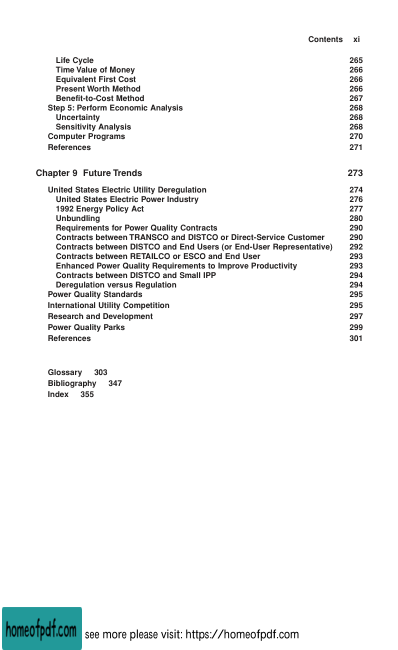 Contents xi
Life Cycle 265
Time Value of Money 266
Equivalent First Cost 266
Present Worth Method 266
Benefit-to-Cost Method 267
Step 5: Perform Economic Analysis 268
Uncertainty 268
Sensitivity Analysis 268
Computer Programs 270
References 271
Chapter 9 Future Trends 273
United States Electric Utility Deregulation 274
United States Electric Power Industry 276
1992 Energy Policy Act 277
Unbundling 280
Requirements for Power Quality Contracts 290
Contracts between TRANSCO and DISTCO or Direct-Service Customer 290
Contracts between DISTCO and End Users (or End-User Representative) 292
Contracts between RETAILCO or ESCO and End User 293
Enhanced Power Quality Requirements to Improve Productivity 293
Contracts between DISTCO and Small IPP 294
Deregulation versus Regulation 294
Power Quality Standards 295
International Utility Competition 295
Research and Development 297
Power Quality Parks 299
References 301
Glossary 303
Bibliography 347
Index 355
homeofpdf.com see more please visit: https://homeofpdf.com